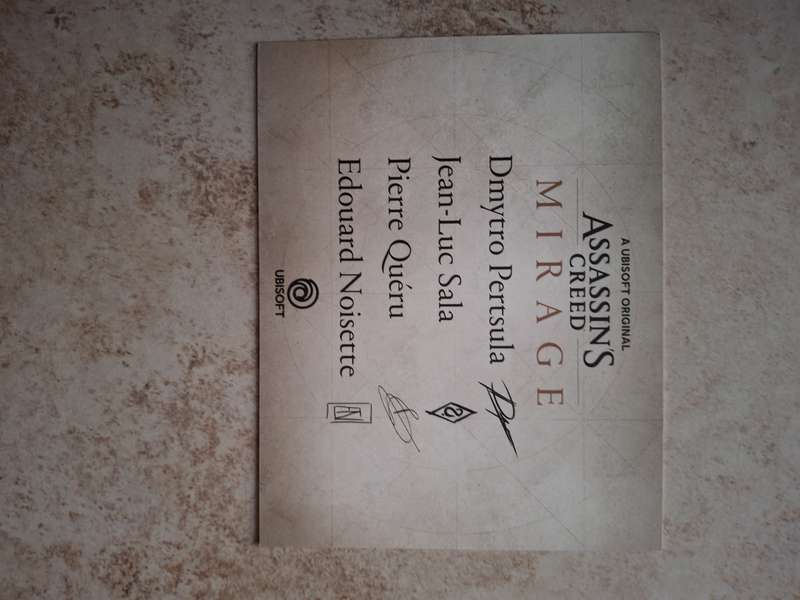 A UBISOFT ORIGINAL
ASSASSIN'S
CREED
MIRAGE
Dmytro Pertsula
Jean-Luc Sala
Pierre Quéru
Edouard Noisette
UBISOFT